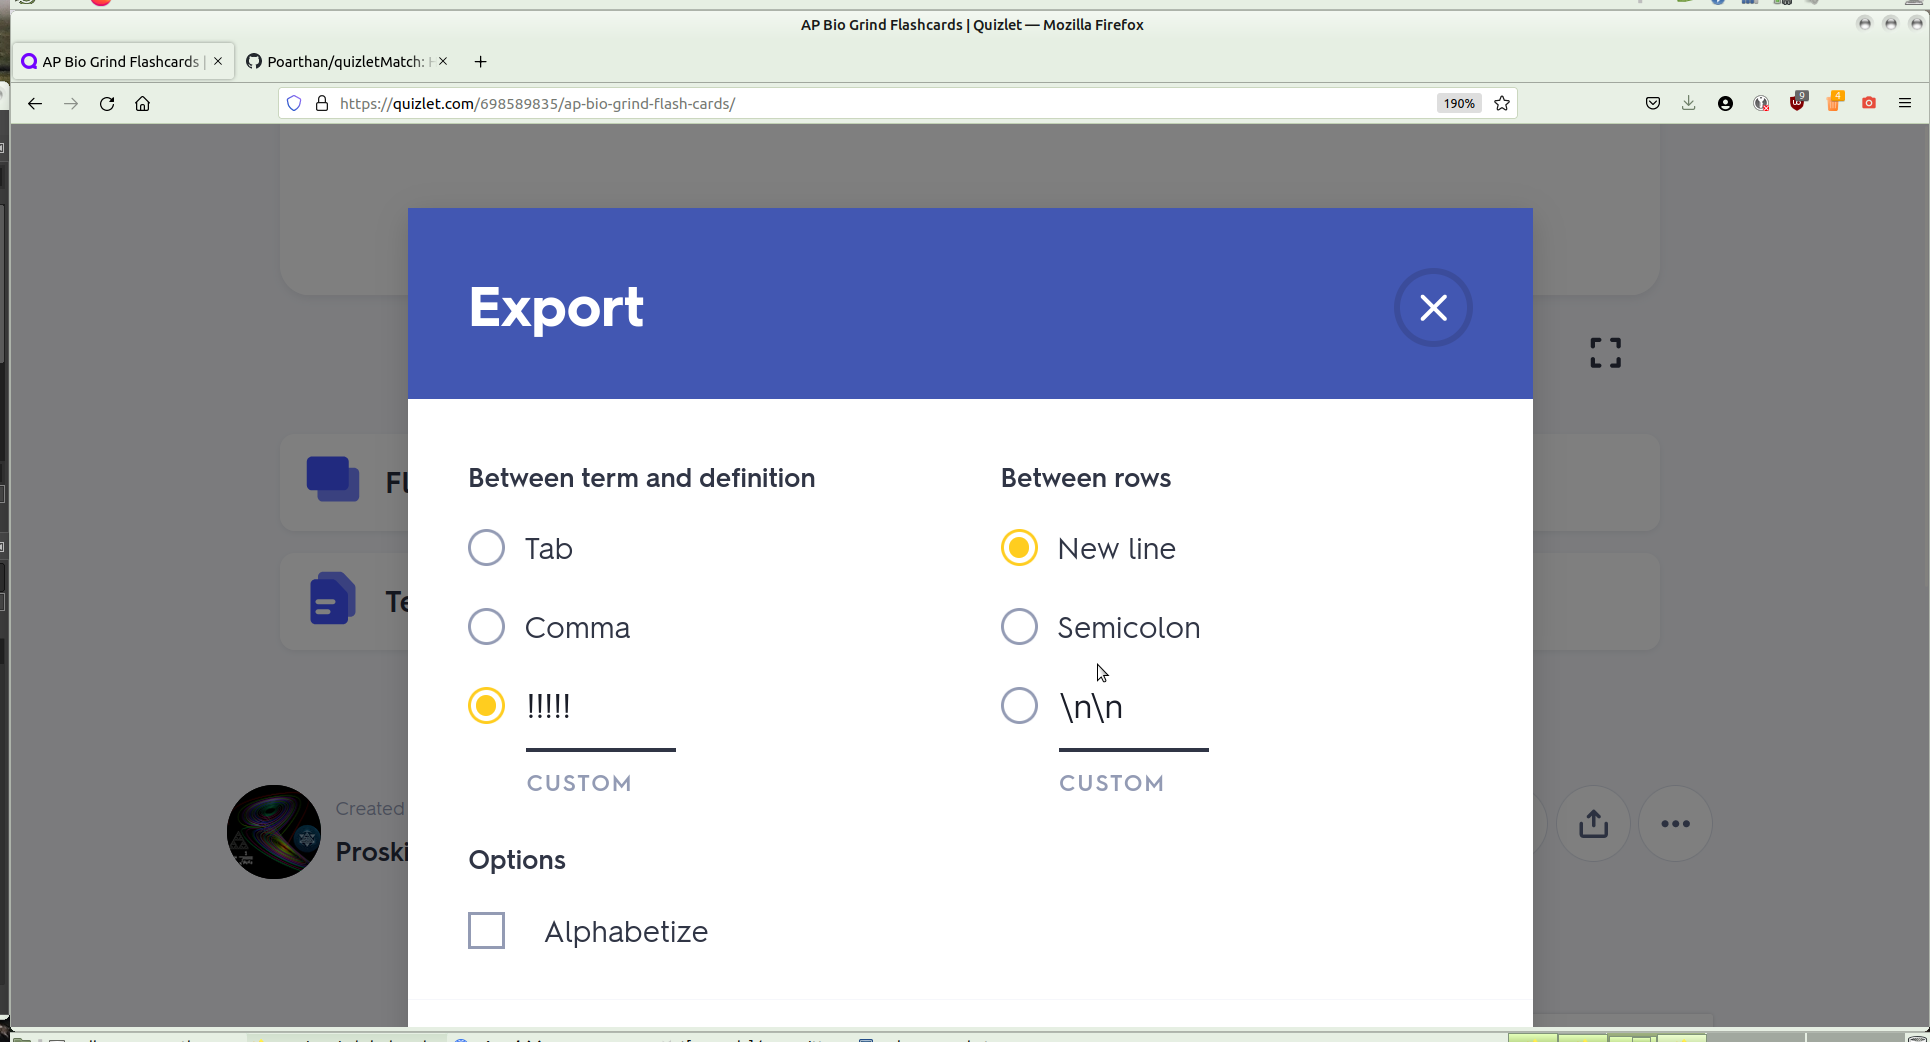 AP Bio Grind Flashcards | Quizlet — Mozilla Firefox
AP Bio Grind Flashcards |
Poarthan/quizletMatch:
https://quizlet.com/698589835/ap-bio-grind-flash-cards/
190%
9
4
Export
Between term and definition
Between rows
Tab
New line
Comma
Semicolon
!!!!!
\n\n
CUSTOM
CUSTOM
Created
Proski
Options
Alphabetize